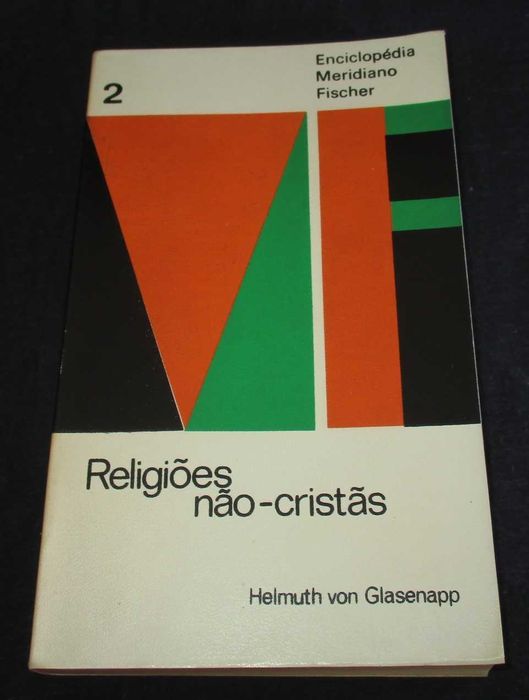 2
Enciclopédia
Meridiano
Fischer
Religiões
não-cristãs
Helmuth von Glasenapp